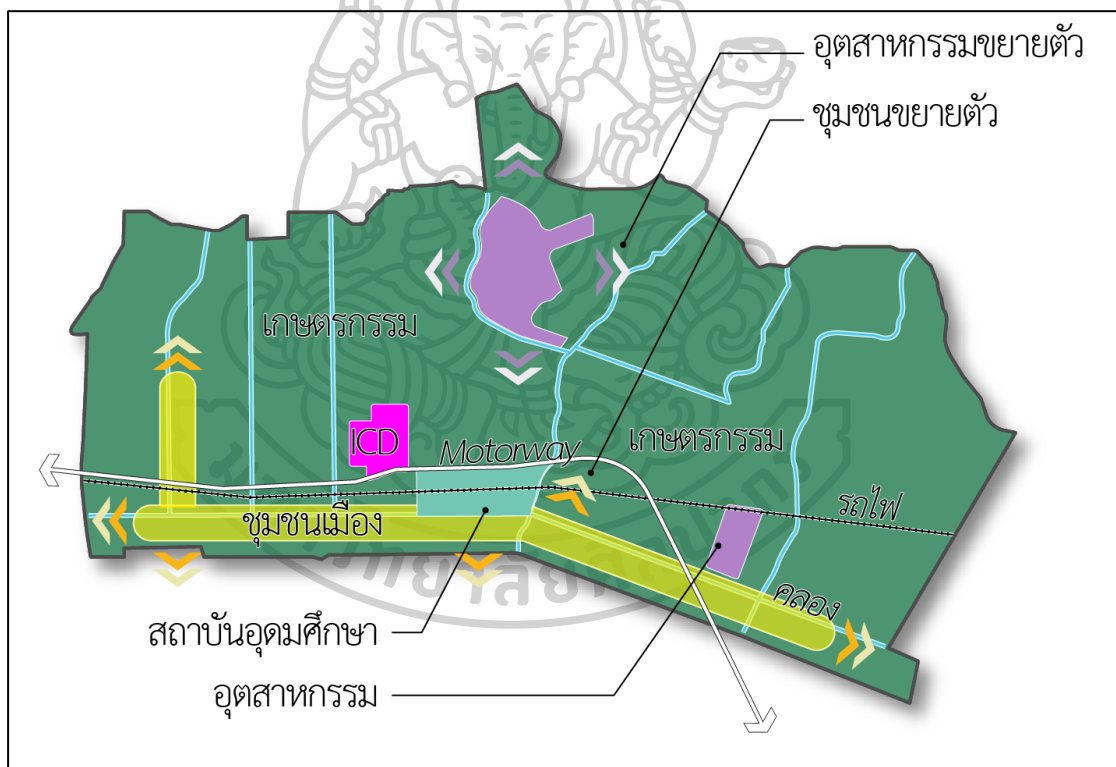 อุตสาหกรรมขยายตัว
ชุมชนขยายตัว
เกษตรกรรม
ICD
Motorway
เกษตรกรรม
รถไฟ
ชุมชนเมือง
คลอง
สถาบันอุดมศึกษา
อุตสาหกรรม